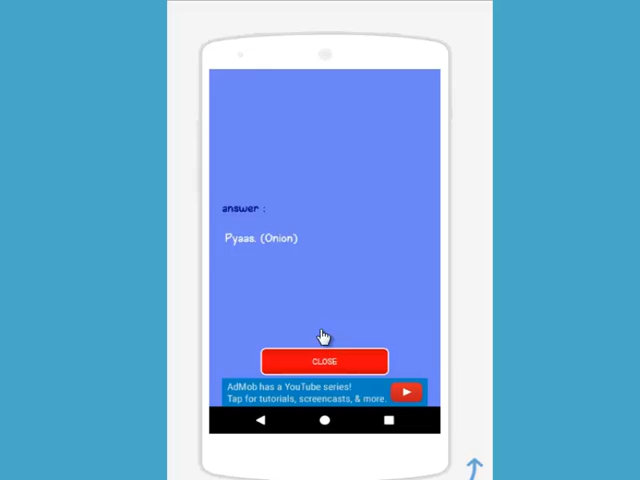 answer :
Pyaas. (Onion)
CLOSE
AdMob has a YouTube series!
Tap for tutorials, screencasts, & more.